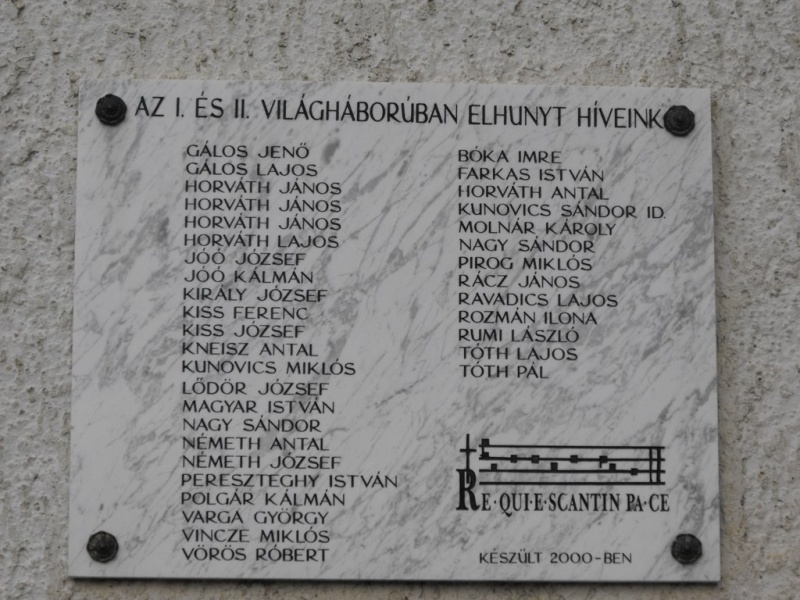 AZ I. ÉS II. VILÁGHÁBORÚBAN ELHUNYT HÍVEINK
GÁLOS JENŐ
GÁLOS LAJOS
HORVÁTH JÁNOS
HORVÁTH JÁNOS
HORVÁTH JÁNOS
HORVÁTH LAJOS
JÓÓ JÓZSEF
JÓÓ KÁLMÁN
KIRÁLY JÓZSEF
KISS FERENC
KISS JÓZSEF
KNEISZ ANTAL
KUNOVICS MIKLÓS
LŐDÖR JÓZSEF
MAGYAR ISTVÁN
NAGY SÁNDOR
NÉMETH ANTAL
NÉMETH JÓZSEF
PERESZTEGHY ISTVÁN
POLGÁR KÁLMÁN
VARGA GYÖRGY
VINCZE MIKLÓS
VÖRÖS RÓBERT
BÓKA IMRE
FARKAS ISTVÁN
HORVÁTH ANTAL
KUNOVICS SÁNDOR ID.
MOLNÁR KÁROLY
NAGY SÁNDOR
PIROG MIKLÓS
RÁCZ JÁNOS
RAVADICS LAJOS
ROZMÁN ILONA
RUMI LÁSZLÓ
TÓTH LAJOS
TÓTH PÁL
RE·QUI·E·SCANTIN PA·CE
KÉSZÜLT 2000-BEN